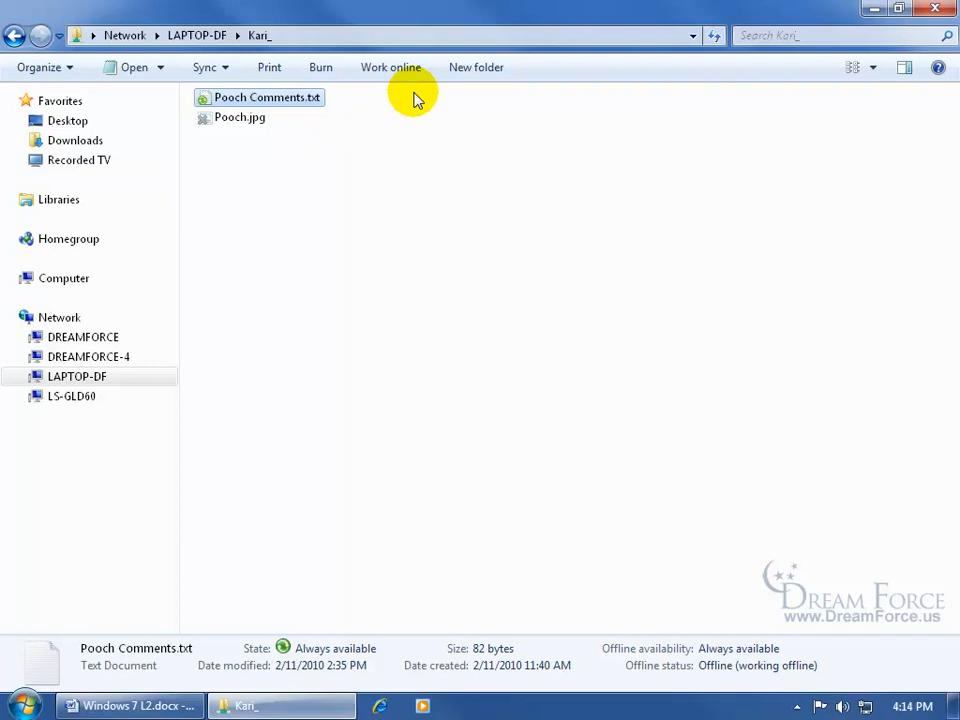 Network LAPTOP-DF Kari_
Search Kari_
Organize Open Sync Print Burn Work online New folder
Favorites
Desktop
Downloads
Recorded TV
Libraries
Homegroup
Computer
Network
DREAMFORCE
DREAMFORCE-4
LAPTOP-DF
LS-GLD60
Pooch Comments.txt
Pooch.jpg
DREAM FORCE
www.DreamForce.us
Pooch Comments.txt State: Always available Size: 82 bytes Offline availability: Always available
Text Document Date modified: 2/11/2010 2:35 PM Date created: 2/11/2010 11:40 AM Offline status: Offline (working offline)
Windows 7 L2.docx -... Kari_ 4:14 PM